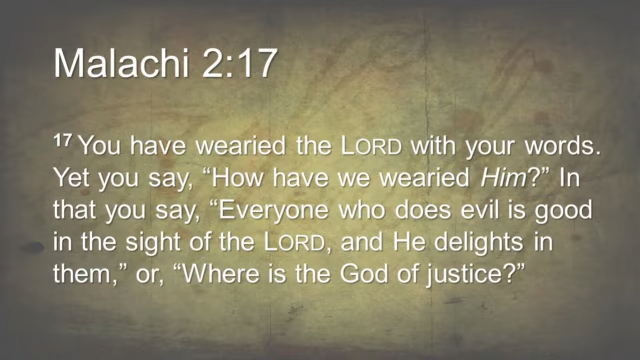 Malachi 2:17
17 You have wearied the LORD with your words.
Yet you say, “How have we wearied Him?” In
that you say, “Everyone who does evil is good
in the sight of the LORD, and He delights in
them,” or, “Where is the God of justice?”